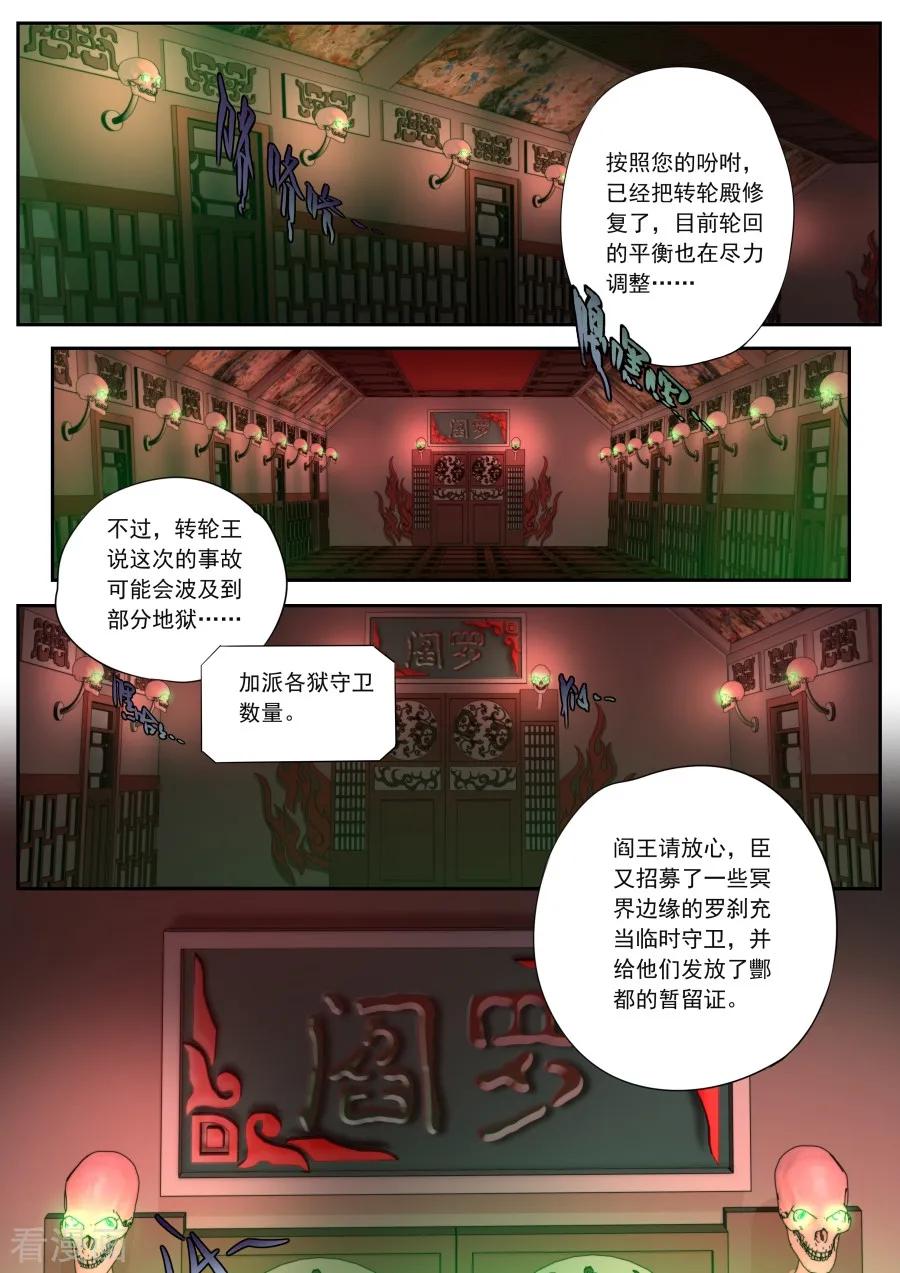 按照您的吩咐，
已经把转轮殿修
复了，目前轮回
的平衡也在尽力
调整……
嘿嘿
阎罗
不过，转轮王
说这次的事故
可能会波及到
部分地狱……
阎罗
加派各狱守卫
数量。
阎王请放心，臣
又招募了一些冥
界边缘的罗刹充
当临时守卫，并
给他们发放了酆
都的暂留证。
阎罗
看漫画